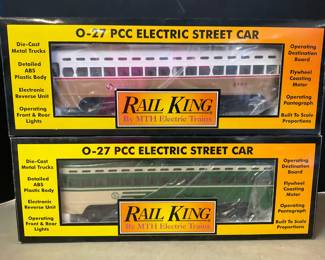 O-27 PCC ELECTRIC STREET CAR
Die-Cast
Metal Trucks
Detailed
ABS
Plastic Body
Electronic
Reverse Unit
Operating
Front & Rear
Lights
Operating
Destination
Board
Flywheel
Coasting
Motor
Operating
Pantograph
Built To Scale
Proportions
RAIL KING
By MTH Electric Trains
O-27 PCC ELECTRIC STREET CAR
Die-Cast
Metal Trucks
Detailed
ABS
Plastic Body
Electronic
Reverse Unit
Operating
Front & Rear
Lights
Operating
Destination
Board
Flywheel
Coasting
Motor
Operating
Pantograph
Built To Scale
Proportions
RAIL KING
By MTH Electric Trains